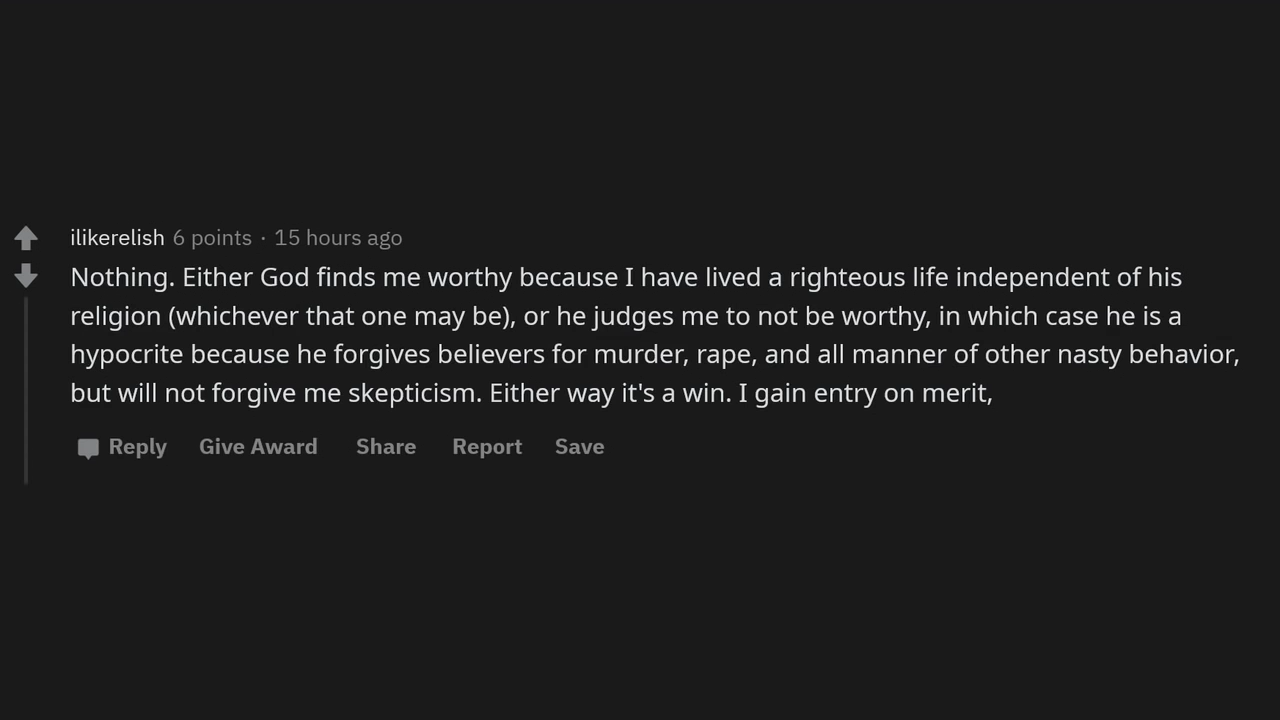 ilikerelish 6 points · 15 hours ago
Nothing. Either God finds me worthy because I have lived a righteous life independent of his
religion (whichever that one may be), or he judges me to not be worthy, in which case he is a
hypocrite because he forgives believers for murder, rape, and all manner of other nasty behavior,
but will not forgive me skepticism. Either way it's a win. I gain entry on merit,
Reply Give Award Share Report Save